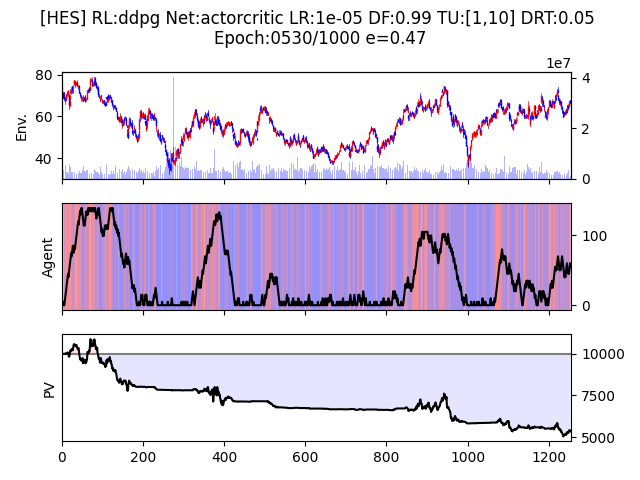 [HES] RL:ddpg Net:actorcritic LR:1e-05 DF:0.99 TU:[1,10] DRT:0.05
Epoch:0530/1000 e=0.47
1e7
80
60
40
Env.
4
2
0
Agent
100
0
PV
10000
7500
5000
0 200 400 600 800 1000 1200